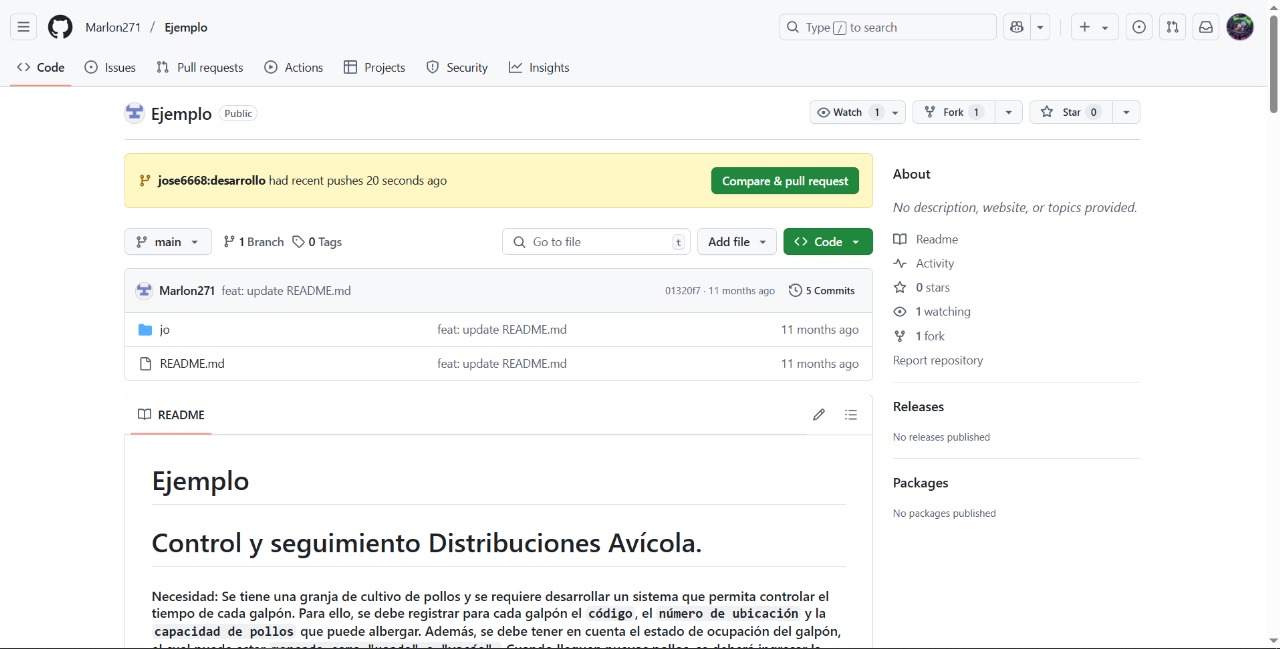 Marlon271 / Ejemplo
Type / to search
Code Issues Pull requests Actions Projects Security Insights
Ejemplo Public
Watch 1 Fork 1 Star 0
jose6668:desarrollo had recent pushes 20 seconds ago Compare & pull request
main 1 Branch 0 Tags Go to file t Add file Code
Marlon271 feat: update README.md 01320f7 · 11 months ago 5 Commits
jo feat: update README.md 11 months ago
README.md feat: update README.md 11 months ago
README
Ejemplo
Control y seguimiento Distribuciones Avícola.
Necesidad: Se tiene una granja de cultivo de pollos y se requiere desarrollar un sistema que permita controlar el
tiempo de cada galpón. Para ello, se debe registrar para cada galpón el código, el número de ubicación y la
capacidad de pollos que puede albergar. Además, se debe tener en cuenta el estado de ocupación del galpón,
About
No description, website, or topics provided.
Readme
Activity
0 stars
1 watching
1 fork
Report repository
Releases
No releases published
Packages
No packages published